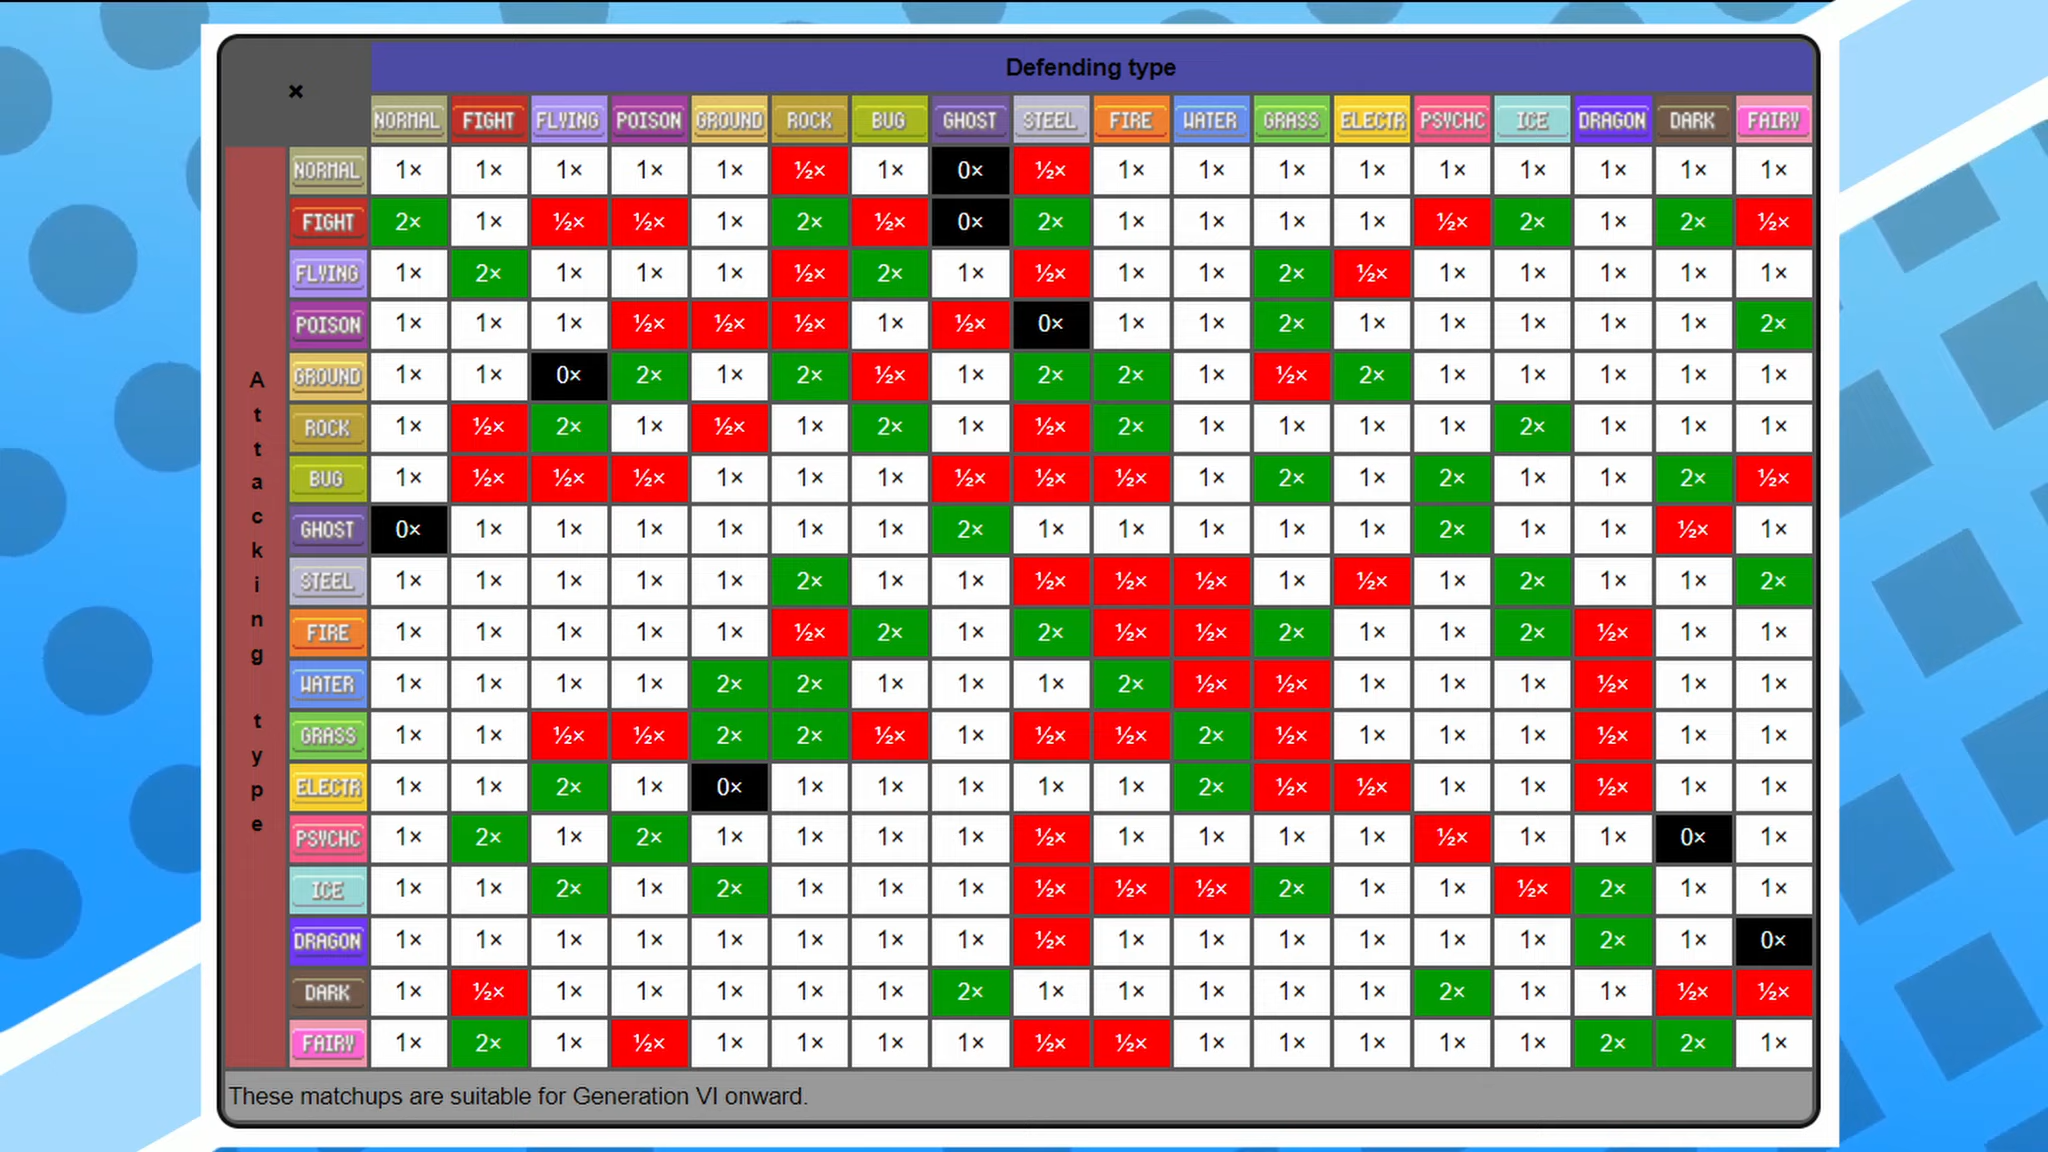 ×
Defending type
NORMAL FIGHT FLYING POISON GROUND ROCK BUG GHOST STEEL FIRE WATER GRASS ELECTR PSYCHC ICE DRAGON DARK FAIRY
Attacking type
NORMAL 1× 1× 1× 1× 1× ½× 1× 0× ½× 1× 1× 1× 1× 1× 1× 1× 1× 1×
FIGHT 2× 1× ½× ½× 1× 2× ½× 0× 2× 1× 1× 1× 1× ½× 2× 1× 2× ½×
FLYING 1× 2× 1× 1× 1× ½× 2× 1× ½× 1× 1× 2× ½× 1× 1× 1× 1× 1×
POISON 1× 1× 1× ½× ½× ½× 1× ½× 0× 1× 1× 2× 1× 1× 1× 1× 1× 2×
GROUND 1× 1× 0× 2× 1× 2× ½× 1× 2× 2× 1× ½× 2× 1× 1× 1× 1× 1×
ROCK 1× ½× 2× 1× ½× 1× 2× 1× ½× 2× 1× 1× 1× 1× 2× 1× 1× 1×
BUG 1× ½× ½× ½× 1× 1× 1× ½× ½× ½× 1× 2× 1× 2× 1× 1× 2× ½×
GHOST 0× 1× 1× 1× 1× 1× 1× 2× 1× 1× 1× 1× 1× 2× 1× 1× ½× 1×
STEEL 1× 1× 1× 1× 1× 2× 1× 1× ½× ½× ½× 1× ½× 1× 2× 1× 1× 2×
FIRE 1× 1× 1× 1× 1× ½× 2× 1× 2× ½× ½× 2× 1× 1× 2× ½× 1× 1×
WATER 1× 1× 1× 1× 2× 2× 1× 1× 1× 2× ½× ½× 1× 1× 1× ½× 1× 1×
GRASS 1× 1× ½× ½× 2× 2× ½× 1× ½× ½× 2× ½× 1× 1× 1× ½× 1× 1×
ELECTR 1× 1× 2× 1× 0× 1× 1× 1× 1× 1× 2× ½× ½× 1× 1× ½× 1× 1×
PSYCHC 1× 2× 1× 2× 1× 1× 1× 1× ½× 1× 1× 1× 1× ½× 1× 1× 0× 1×
ICE 1× 1× 2× 1× 2× 1× 1× 1× ½× ½× ½× 2× 1× 1× ½× 2× 1× 1×
DRAGON 1× 1× 1× 1× 1× 1× 1× 1× ½× 1× 1× 1× 1× 1× 1× 2× 1× 0×
DARK 1× ½× 1× 1× 1× 1× 1× 2× 1× 1× 1× 1× 1× 2× 1× 1× ½× ½×
FAIRY 1× 2× 1× ½× 1× 1× 1× 1× ½× ½× 1× 1× 1× 1× 1× 2× 2× 1×
These matchups are suitable for Generation VI onward.